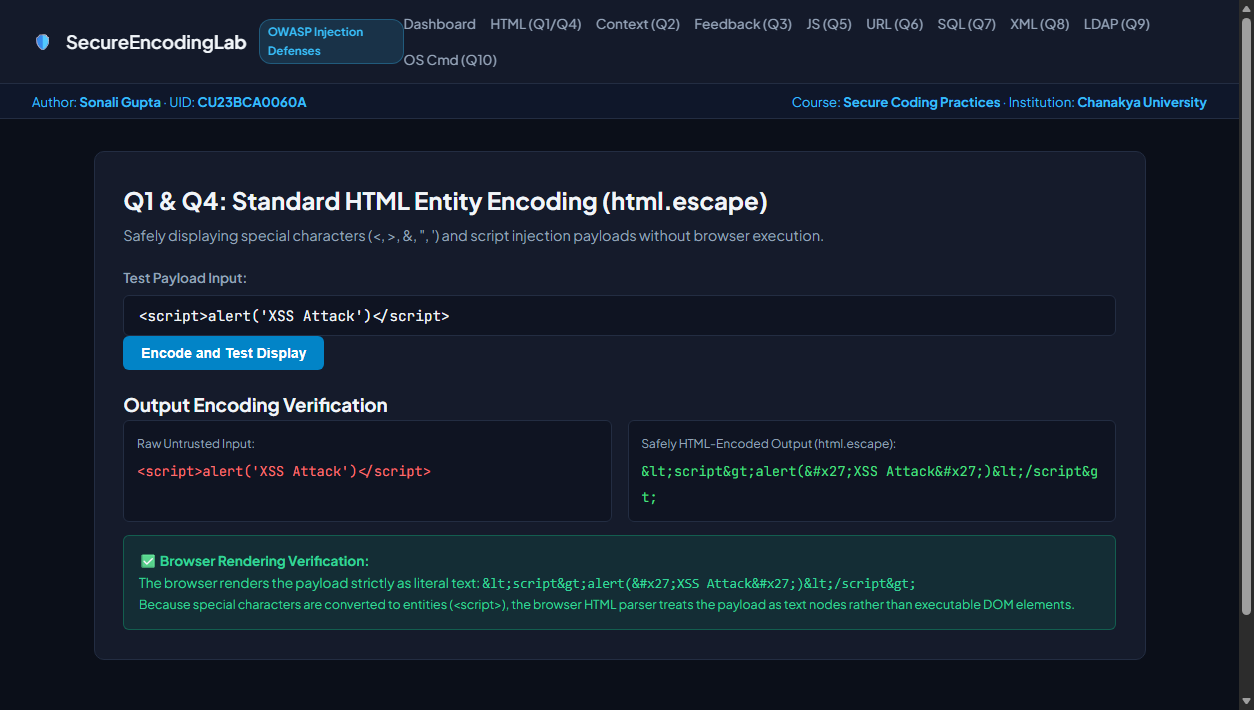 SecureEncodingLab
OWASP Injection
Defenses
Dashboard HTML (Q1/Q4) Context (Q2) Feedback (Q3) JS (Q5) URL (Q6) SQL (Q7) XML (Q8) LDAP (Q9)
OS Cmd (Q10)
Author: Sonali Gupta · UID: CU23BCA0060A
Course: Secure Coding Practices · Institution: Chanakya University
Q1 & Q4: Standard HTML Entity Encoding (html.escape)
Safely displaying special characters (<, >, &, ", ') and script injection payloads without browser execution.
Test Payload Input:
<script>alert('XSS Attack')</script>
Encode and Test Display
Output Encoding Verification
Raw Untrusted Input:
<script>alert('XSS Attack')</script>
Safely HTML-Encoded Output (html.escape):
&lt;script&gt;alert(&#x27;XSS Attack&#x27;)&lt;/script&g
t;
✅ Browser Rendering Verification:
The browser renders the payload strictly as literal text: &lt;script&gt;alert(&#x27;XSS Attack&#x27;)&lt;/script&gt;
Because special characters are converted to entities (<script>), the browser HTML parser treats the payload as text nodes rather than executable DOM elements.